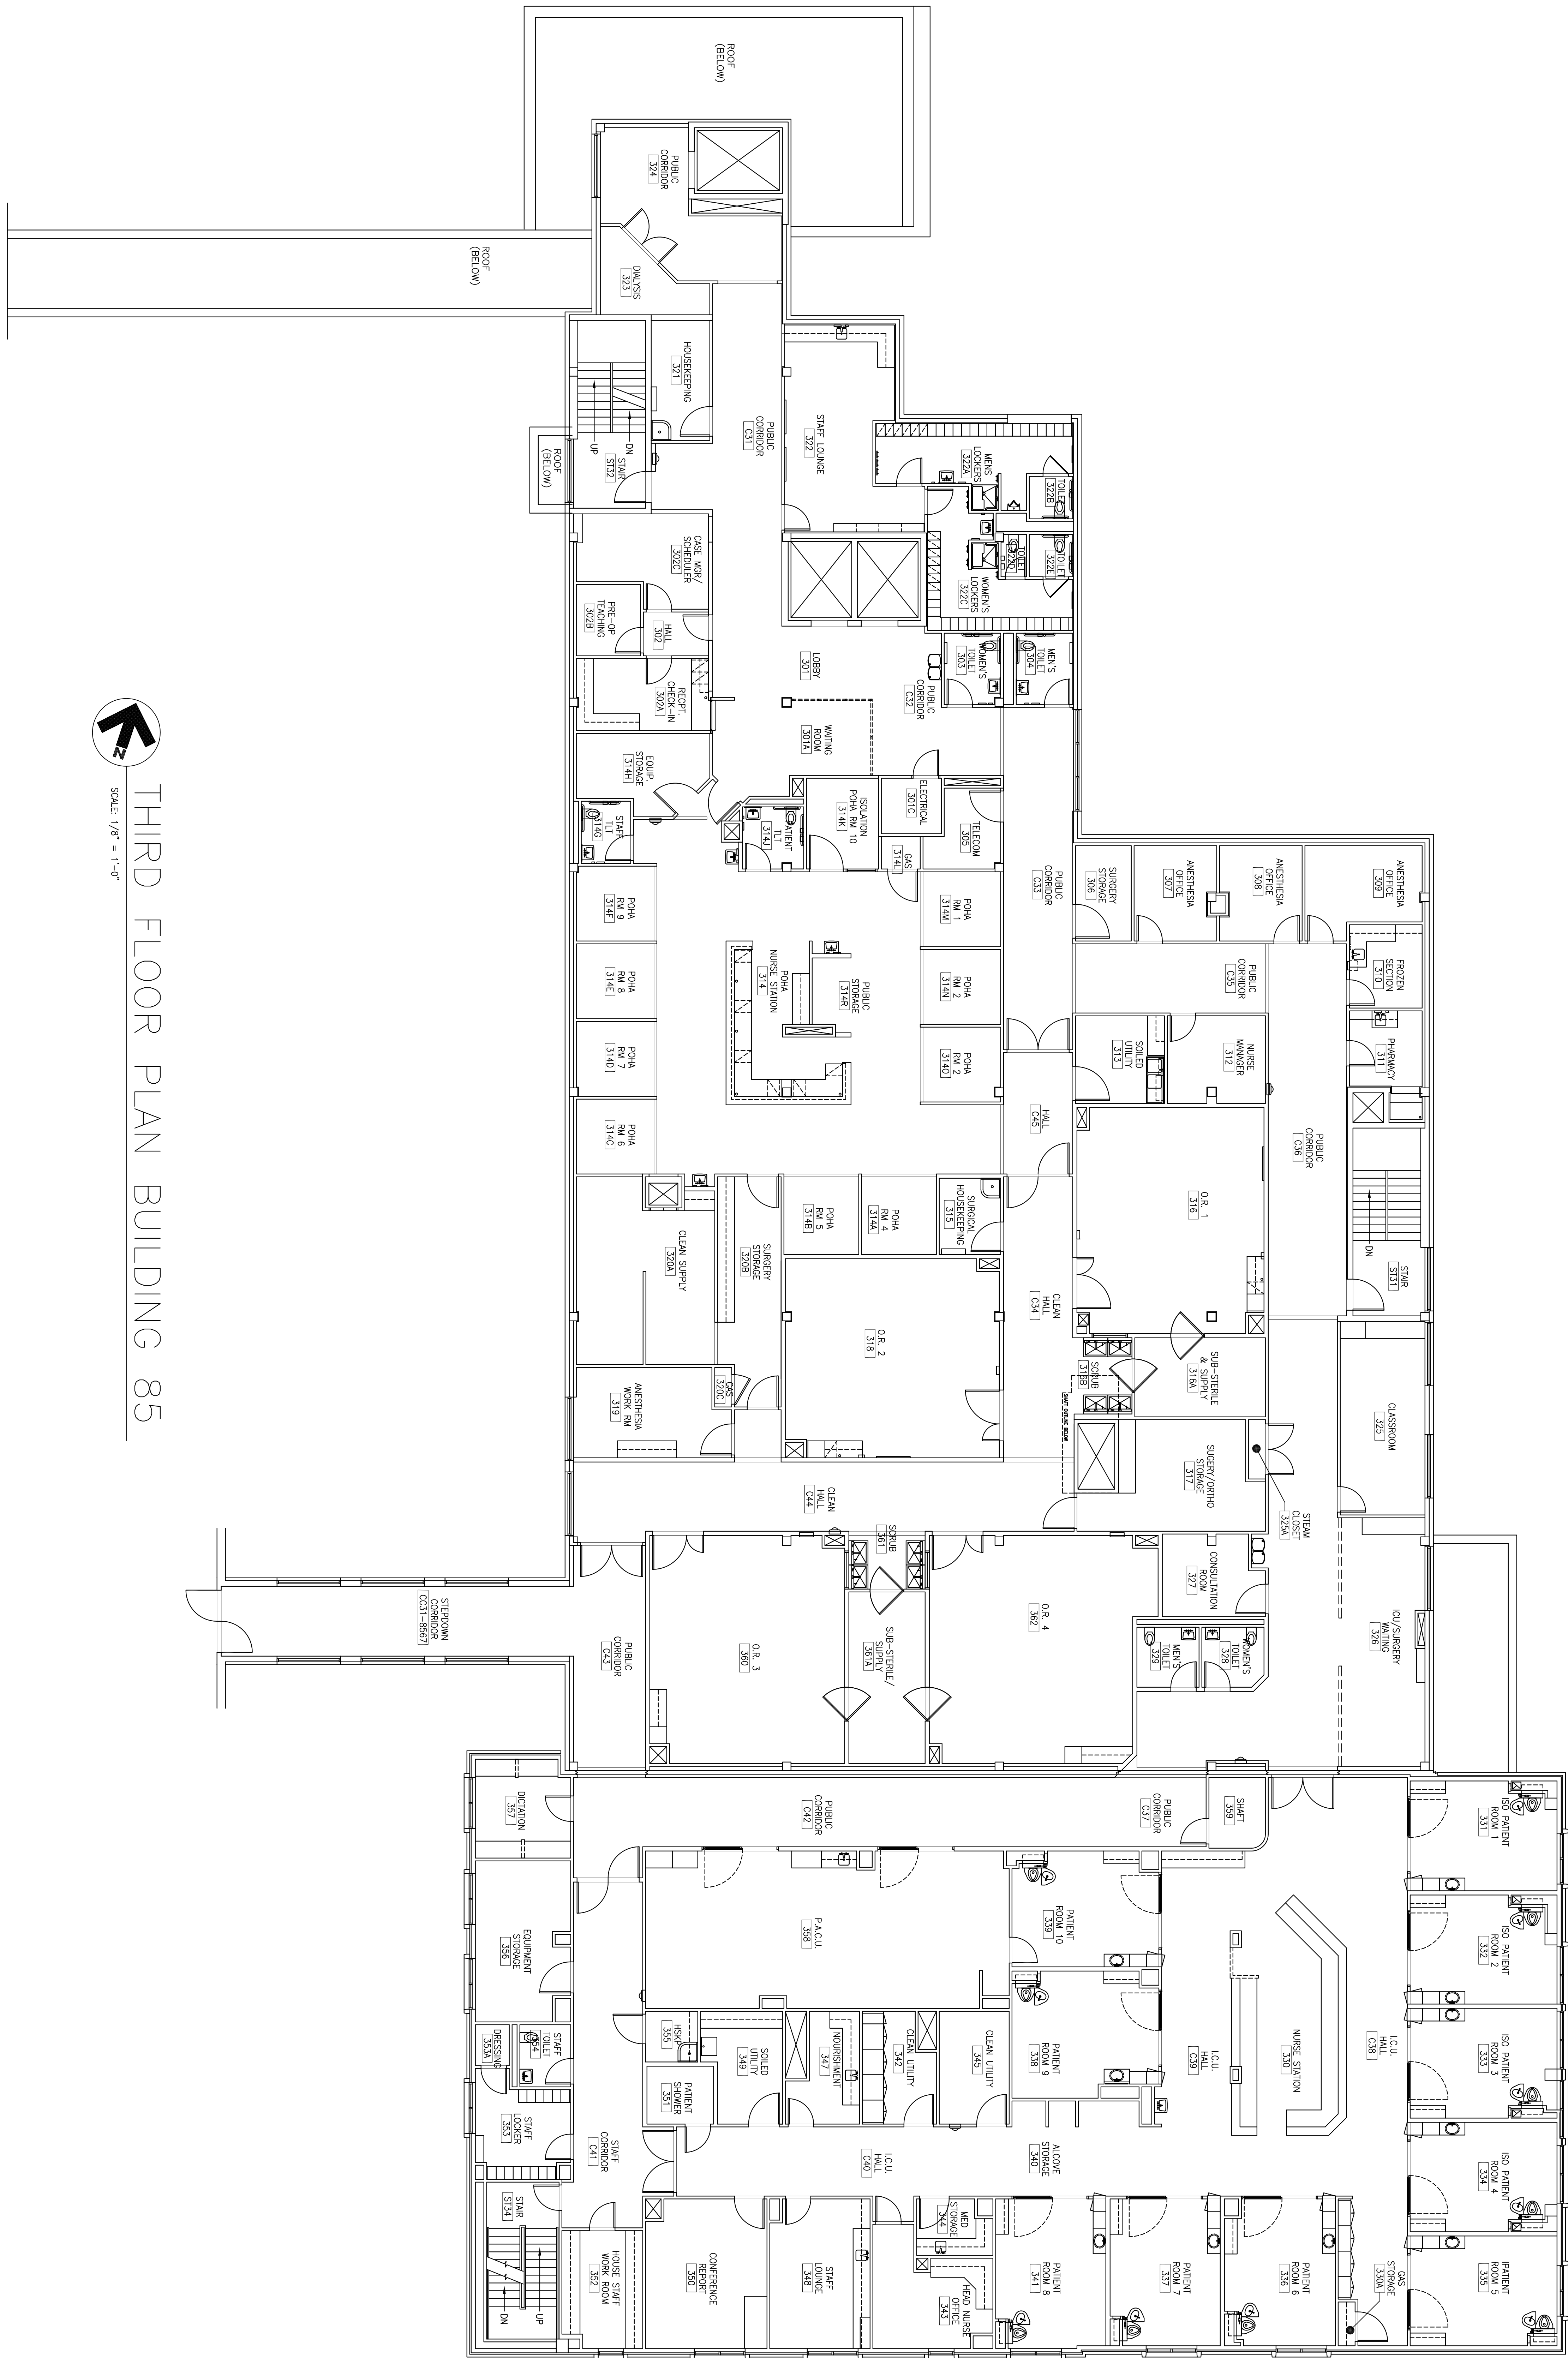 ROOF
(BELOW)
PUBLIC
CORRIDOR
324
DIALYSIS
323
ROOF
(BELOW)
HOUSEKEEPING
321
DN
UP
STAIR
ST32
ROOF
(BELOW)
PUBLIC
CORRIDOR
C31
STAFF LOUNGE
322
MENS
LOCKERS
322A
TOILET
322B
TOILET
322D
TOILET
322E
WOMEN'S
LOCKERS
322C
CASE MGR/
SCHEDULER
302C
PRE-OP
TEACHING
302B
HALL
302
RECPT.
CHECK-IN
302A
LOBBY
301
WAITING
ROOM
301A
PUBLIC
CORRIDOR
C32
WOMEN'S
TOILET
303
MEN'S
TOILET
304
EQUIP.
STORAGE
314H
STAFF
TLT
314G
PATIENT
TLT
314J
ISOLATION
POHA RM 10
314K
ELECTRICAL
301C
GAS
314L
TELECOM
305
PUBLIC
CORRIDOR
C33
SURGERY
STORAGE
306
ANESTHESIA
OFFICE
307
ANESTHESIA
OFFICE
308
ANESTHESIA
OFFICE
309
FROZEN
SECTION
310
PHARMACY
311
PUBLIC
CORRIDOR
C35
NURSE
MANAGER
312
SOILED
UTILITY
313
POHA
RM 9
314F
POHA
RM 8
314E
POHA
RM 7
314D
POHA
RM 6
314C
POHA
NURSE STATION
314
PUBLIC
STORAGE
314R
POHA
RM 1
314M
POHA
RM 2
314N
POHA
RM 2
314O
HALL
C45
PUBLIC
CORRIDOR
C36
DN
STAIR
ST31
O.R. 1
316
CLEAN SUPPLY
320A
SURGERY
STORAGE
320B
POHA
RM 5
314B
POHA
RM 4
314A
SURGICAL
HOUSEKEEPING
315
CLEAN
HALL
C34
O.R. 2
318
GAS
320C
ANESTHESIA
WORK RM
319
SCRUB
316B
SHAFT OUTLINE BELOW
SUB-STERILE
& SUPPLY
316A
SUGERY/ORTHO
STORAGE
317
CLASSROOM
325
STEAM
CLOSET
325A
CLEAN
HALL
C44
SCRUB
361
CONSULTATION
ROOM
327
ICU/SURGERY
WAITING
326
STEPDOWN
CORRIDOR
CC31-8567
PUBLIC
CORRIDOR
C43
O.R. 3
360
SUB-STERILE/
SUPPLY
361A
O.R. 4
362
MEN'S
TOILET
329
WOMEN'S
TOILET
328
DICTATION
357
PUBLIC
CORRIDOR
C42
PUBLIC
CORRIDOR
C37
SHAFT
359
ISO PATIENT
ROOM 1
331
EQUIPMENT
STORAGE
356
P.A.C.U.
358
PATIENT
ROOM 10
339
ISO PATIENT
ROOM 2
332
NURSE STATION
330
I.C.U.
HALL
C38
I.C.U.
HALL
C39
ISO PATIENT
ROOM 3
333
PATIENT
ROOM 9
338
DRESSING
353A
STAFF
TOILET
354
HSKP
355
SOILED
UTILITY
349
NOURISHMENT
347
CLEAN UTILITY
342
CLEAN UTILITY
345
PATIENT
SHOWER
351
STAFF
LOCKER
353
STAFF
CORRIDOR
C41
I.C.U.
HALL
C40
ALCOVE
STORAGE
340
ISO PATIENT
ROOM 4
334
STAIR
ST34
UP
DN
HOUSE STAFF
WORK ROOM
352
CONFERENCE
REPORT
350
STAFF
LOUNGE
348
MED
STORAGE
344
HEAD NURSE
OFFICE
343
PATIENT
ROOM 8
341
PATIENT
ROOM 7
337
PATIENT
ROOM 6
336
GAS
STORAGE
330A
IPATIENT
ROOM 5
335
N
THIRD FLOOR PLAN BUILDING 85
SCALE: 1/8" = 1'-0"